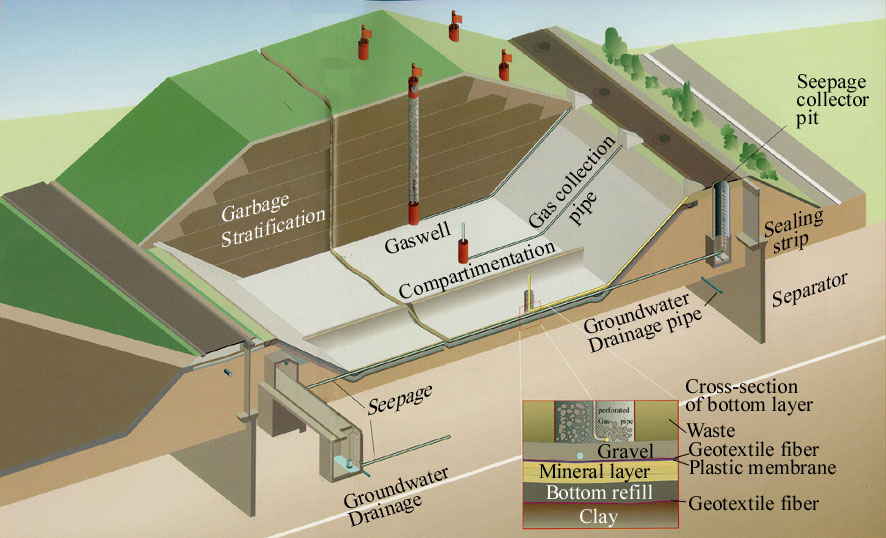 Seepage
collector
pit
Garbage
Stratification
Gaswell
Gas collection
pipe
Compartimentation
Sealing
strip
Separator
Groundwater
Drainage pipe
Seepage
Groundwater
Drainage
Cross-section
of bottom layer
perforated
Gas- pipe
Waste
Gravel
Geotextile fiber
Plastic membrane
Mineral layer
Bottom refill
Geotextile fiber
Clay